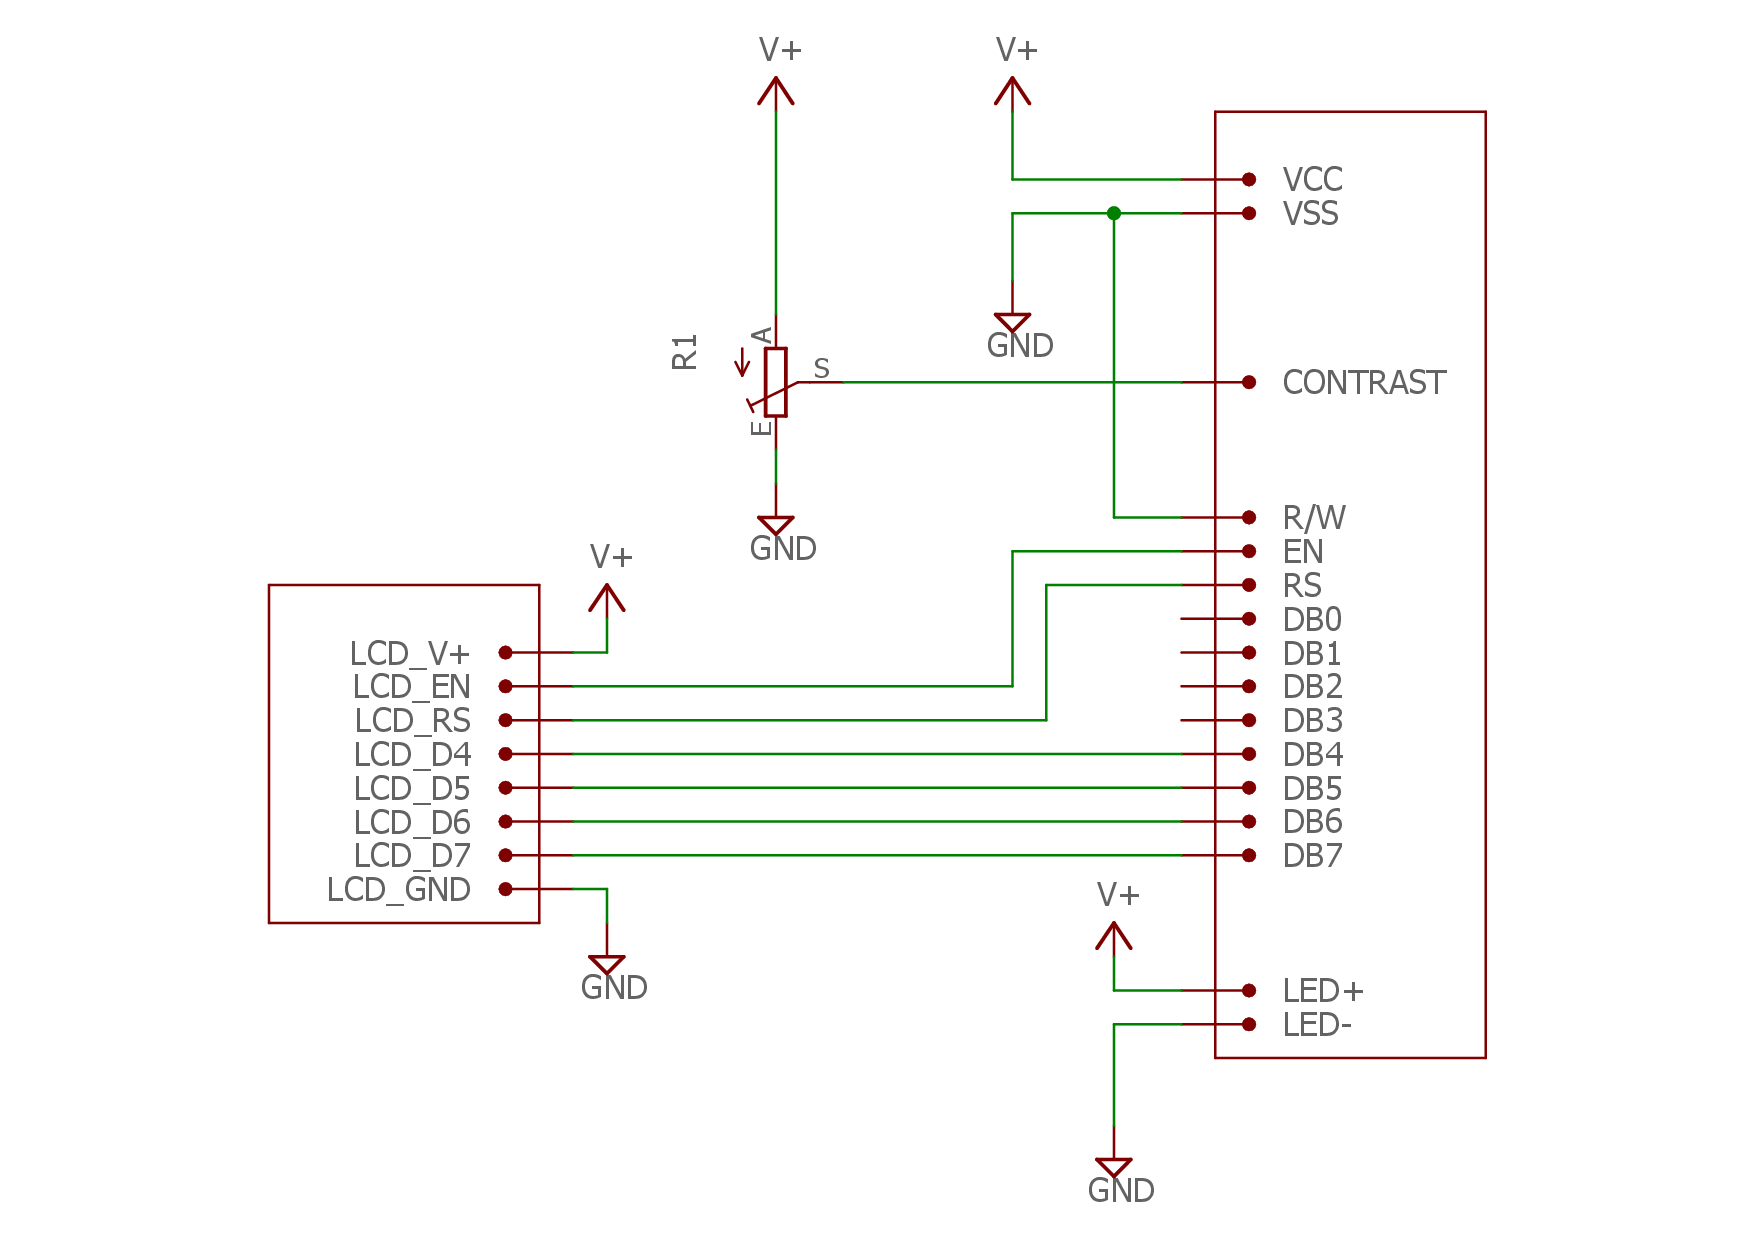 V+
V+
VCC
VSS
R1
A
S
E
GND
CONTRAST
GND
V+
R/W
EN
RS
DB0
DB1
DB2
DB3
DB4
DB5
DB6
DB7
LCD_V+
LCD_EN
LCD_RS
LCD_D4
LCD_D5
LCD_D6
LCD_D7
LCD_GND
GND
V+
LED+
LED-
GND